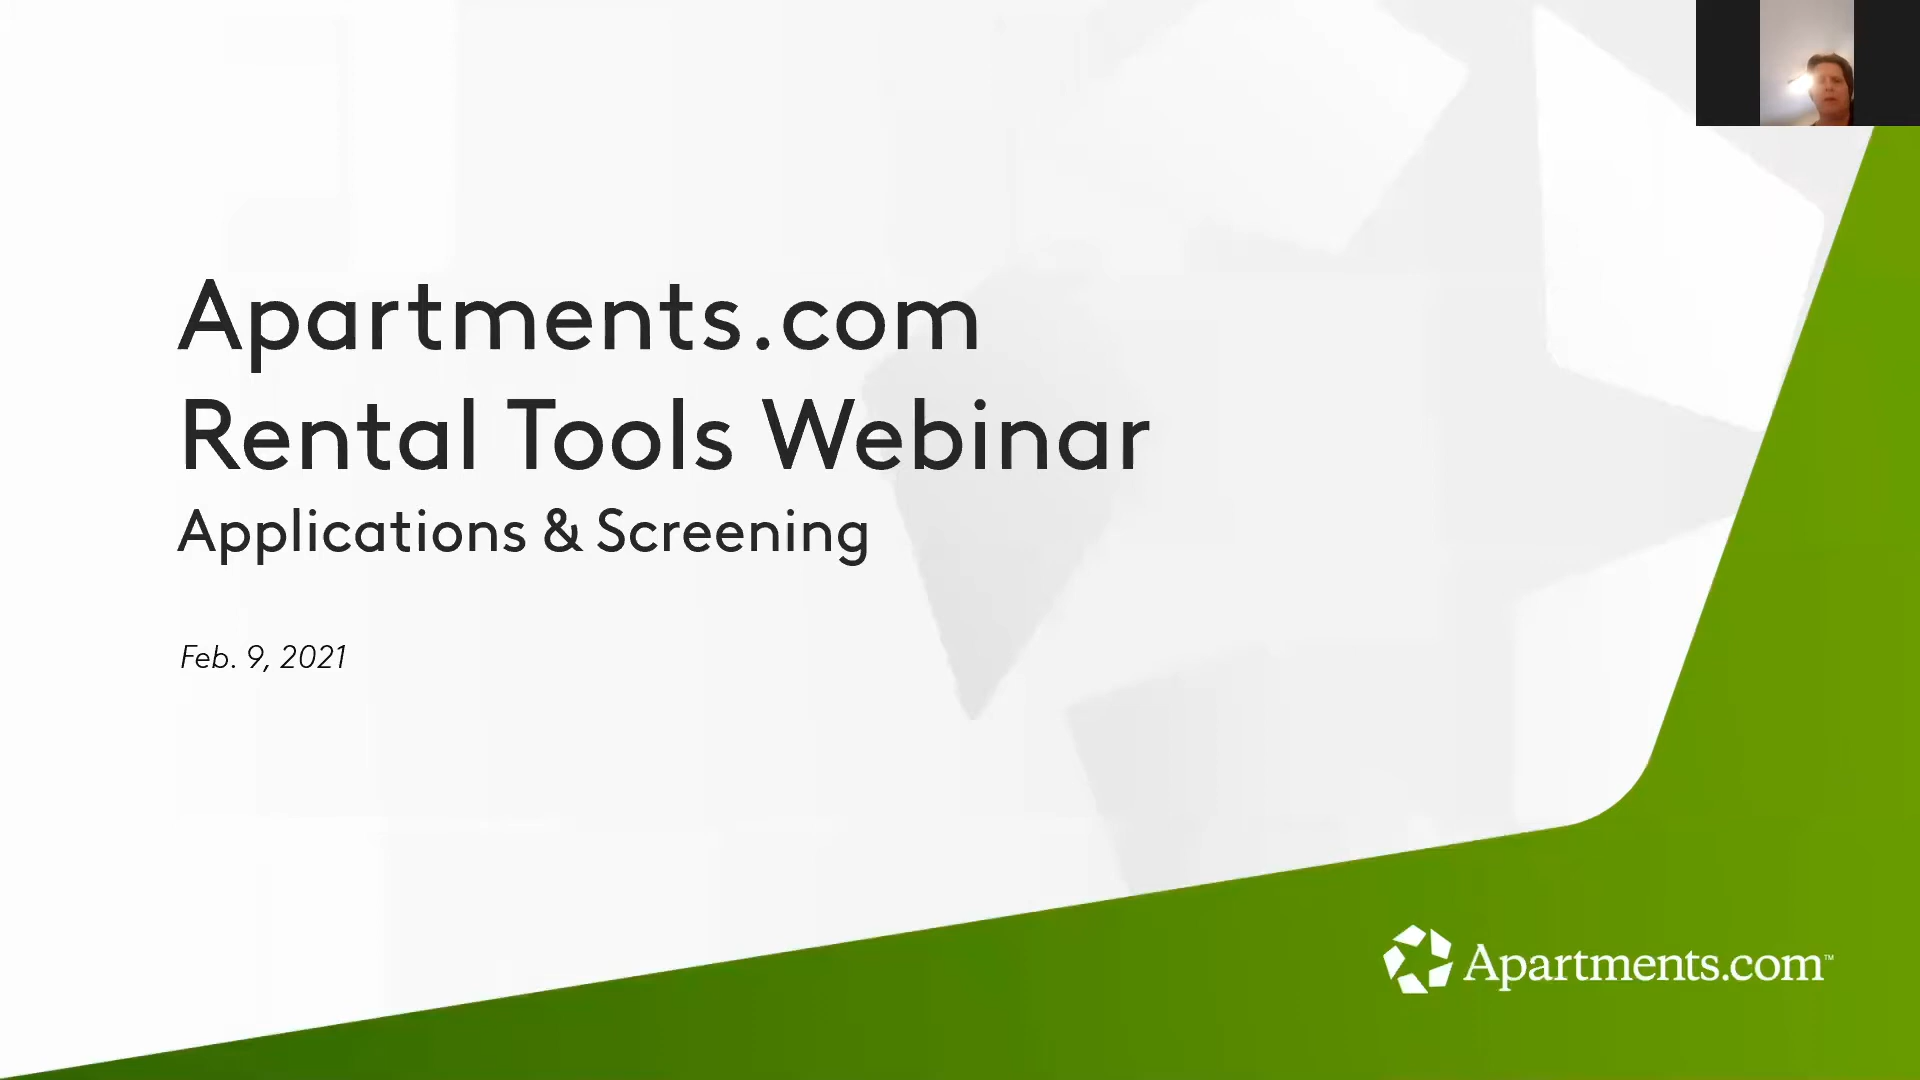 Apartments.com
Rental Tools Webinar
Applications & Screening
Feb. 9, 2021
Apartments.com™